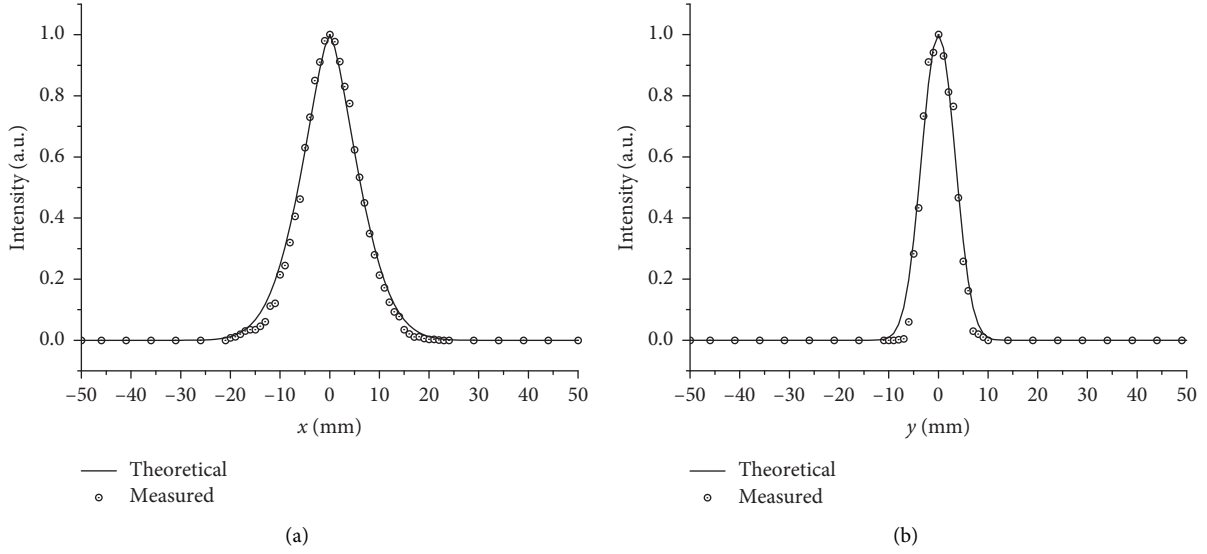 1.0
0.8
0.6
0.4
0.2
0.0
Intensity (a.u.)
–50 –40 –30 –20 –10 0 10 20 30 40 50
x (mm)
Theoretical
Measured
(a)
1.0
0.8
0.6
0.4
0.2
0.0
Intensity (a.u.)
–50 –40 –30 –20 –10 0 10 20 30 40 50
y (mm)
Theoretical
Measured
(b)